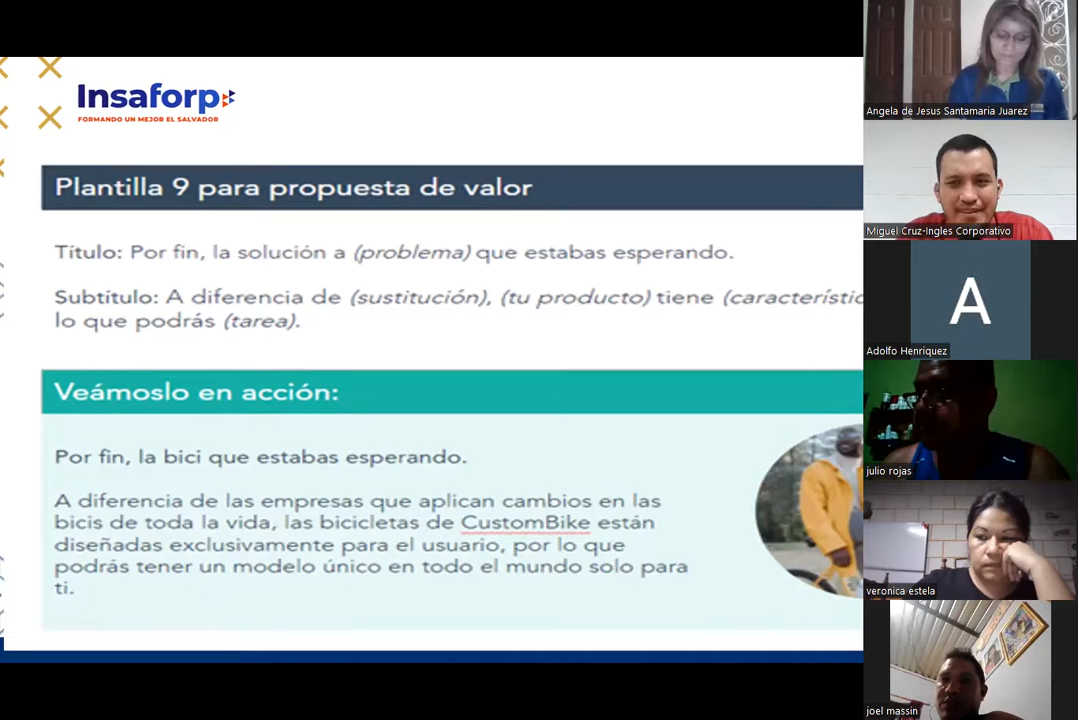 Insaforp
FORMANDO UN MEJOR EL SALVADOR
Plantilla 9 para propuesta de valor
Título: Por fin, la solución a (problema) que estabas esperando.
Subtítulo: A diferencia de (sustitución), (tu producto) tiene
lo que podrás (tarea).
Veámoslo en acción:
Por fin, la bici que estabas esperando.
A diferencia de las empresas que aplican cambios en las
bicis de toda la vida, las bicicletas de CustomBike están
diseñadas exclusivamente para el usuario, por lo que
podrás tener un modelo único en todo el mundo solo para
ti.
Angela de Jesus Santamaria Juarez
Miguel Cruz-Ingles Corporativo
A
Adolfo Henriquez
julio rojas
veronica estela
joel massin